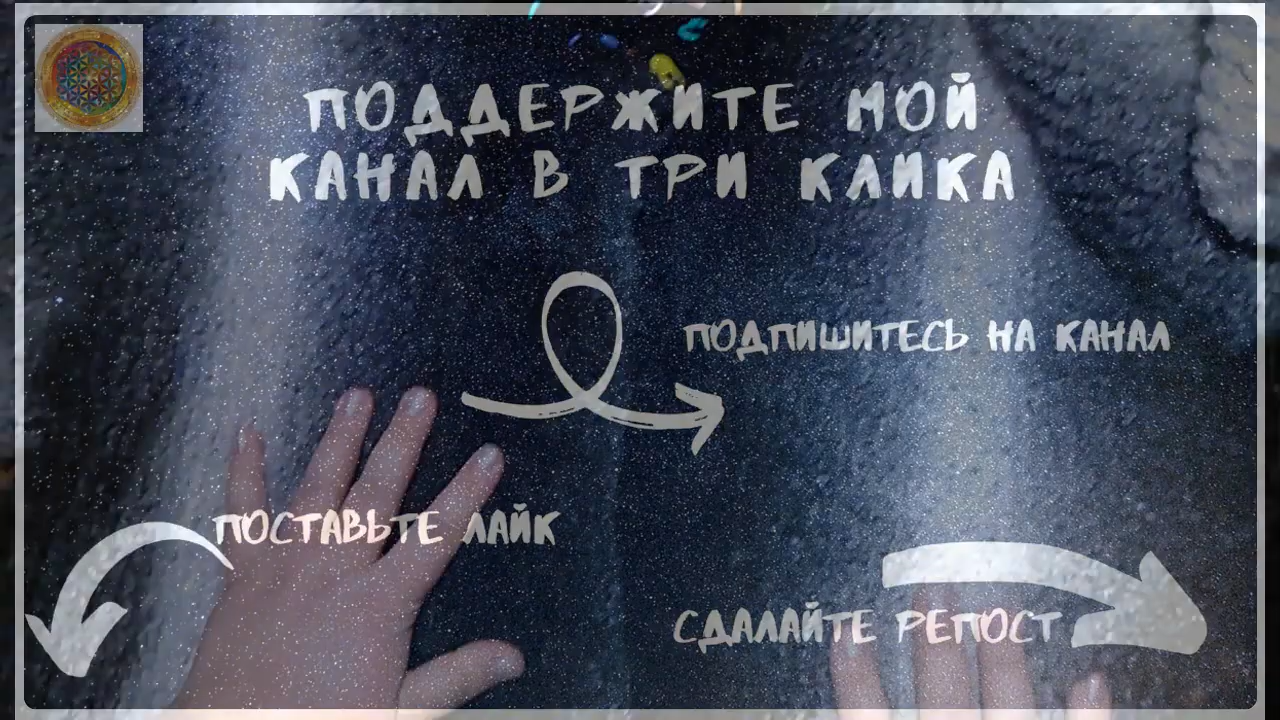 ПОДДЕРЖИТЕ МОЙ
КАНАЛ В ТРИ КЛИКА
ПОДПИШИТЕСЬ НА КАНАЛ
ПОСТАВЬТЕ ЛАЙК
СДАЛАЙТЕ РЕПОСТ